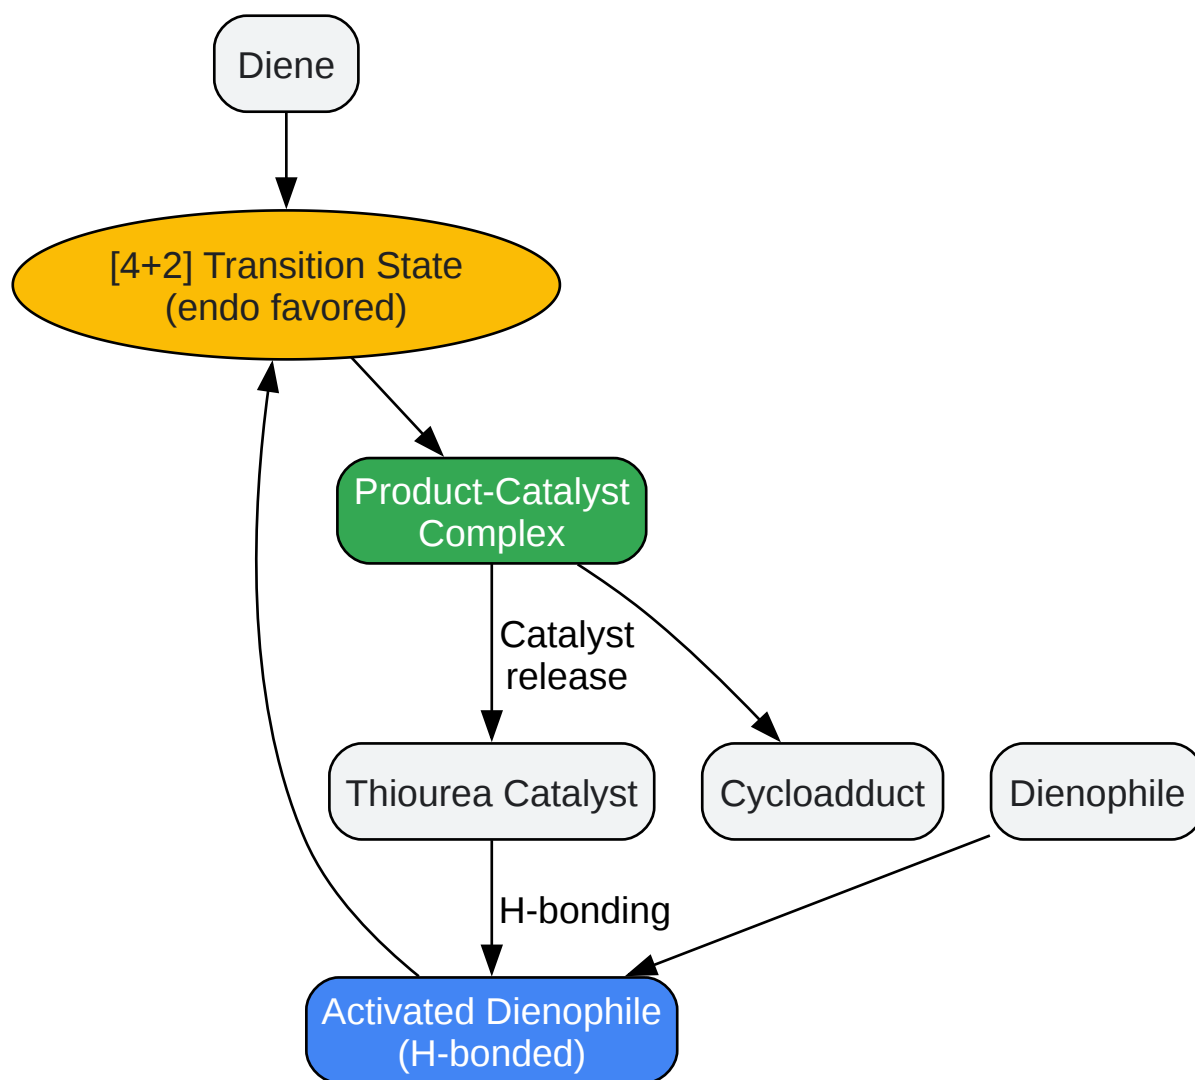 Diene
[4+2] Transition State
(endo favored)
Product-Catalyst
Complex
Catalyst
release
Thiourea Catalyst
Cycloadduct
Dienophile
H-bonding
Activated Dienophile
(H-bonded)